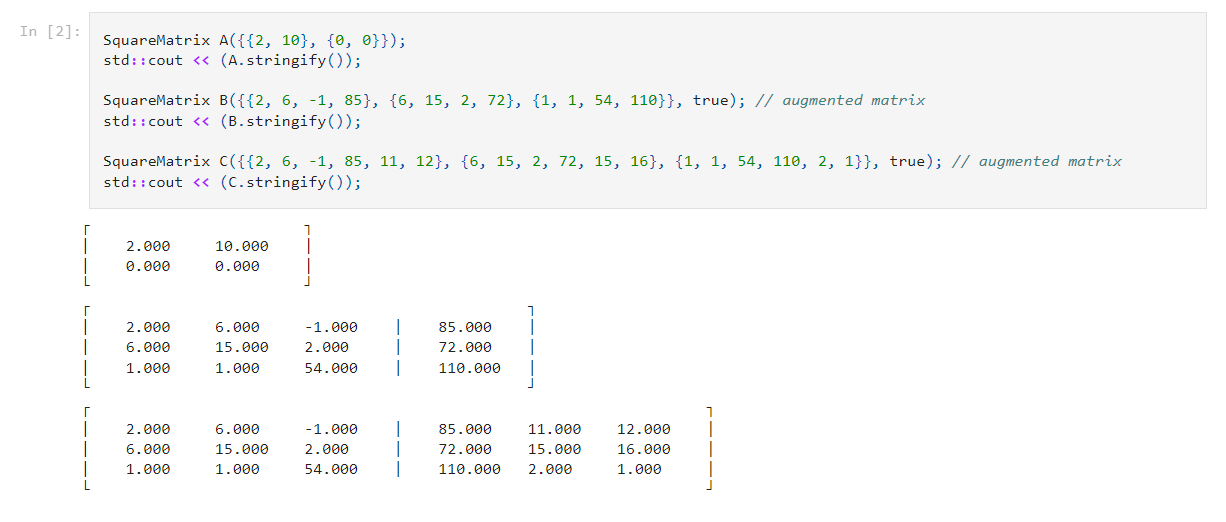 In [2]:
SquareMatrix A({{2, 10}, {0, 0}});
std::cout << (A.stringify());
SquareMatrix B({{2, 6, -1, 85}, {6, 15, 2, 72}, {1, 1, 54, 110}}, true); // augmented matrix
std::cout << (B.stringify());
SquareMatrix C({{2, 6, -1, 85, 11, 12}, {6, 15, 2, 72, 15, 16}, {1, 1, 54, 110, 2, 1}}, true); // augmented matrix
std::cout << (C.stringify());
┌ ┐
│ 2.000 10.000 │
│ 0.000 0.000 │
└ ┘
┌ ┐
│ 2.000 6.000 -1.000 │ 85.000 │
│ 6.000 15.000 2.000 │ 72.000 │
│ 1.000 1.000 54.000 │ 110.000 │
└ ┘
┌ ┐
│ 2.000 6.000 -1.000 │ 85.000 11.000 12.000 │
│ 6.000 15.000 2.000 │ 72.000 15.000 16.000 │
│ 1.000 1.000 54.000 │ 110.000 2.000 1.000 │
└ ┘